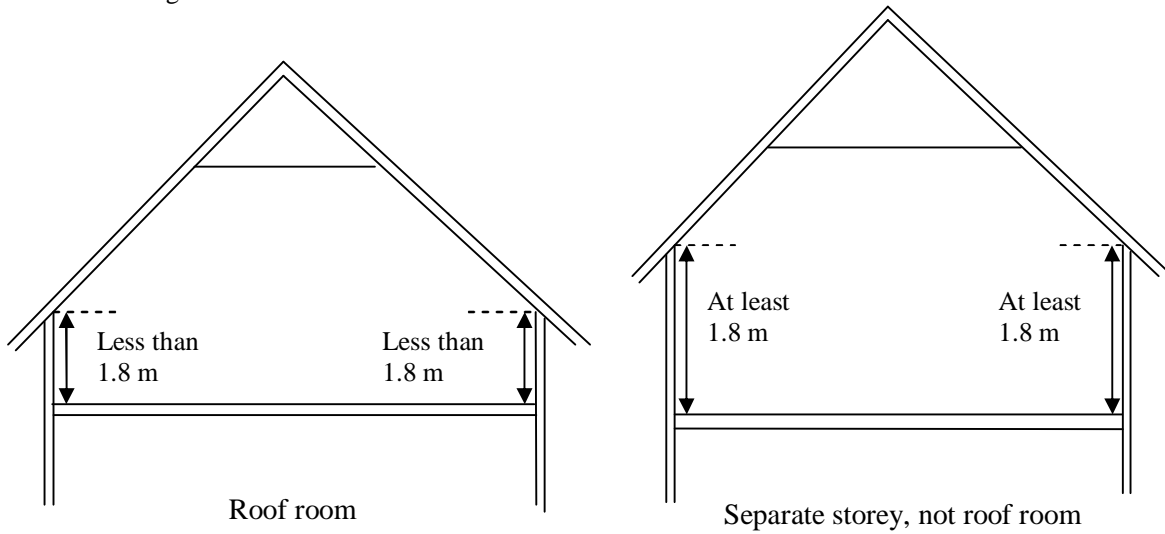 Less than
1.8 m
Less than
1.8 m
Roof room
At least
1.8 m
At least
1.8 m
Separate storey, not roof room